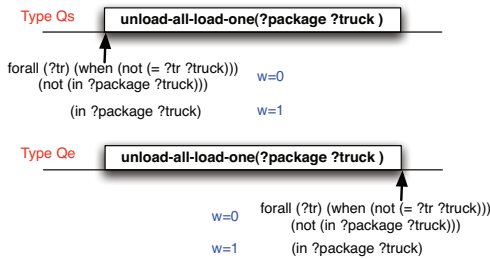 Type Qs
unload-all-load-one(?package ?truck )
forall (?tr) (when (not (= ?tr ?truck)))
(not (in ?package ?truck)))
w=0
(in ?package ?truck)
w=1
Type Qe
unload-all-load-one(?package ?truck )
w=0
forall (?tr) (when (not (= ?tr ?truck)))
(not (in ?package ?truck)))
w=1
(in ?package ?truck)